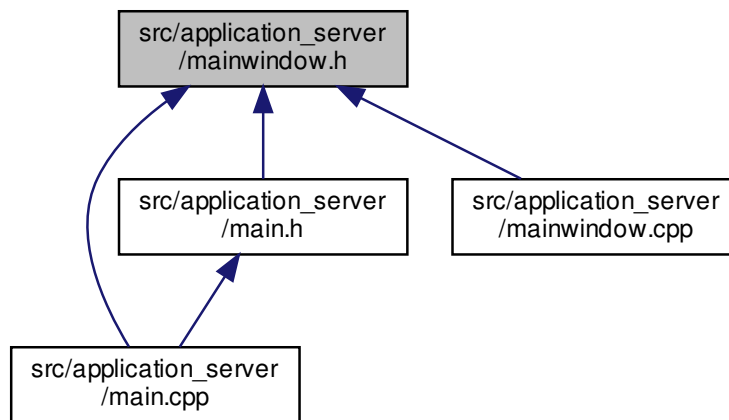 src/application_server
/mainwindow.h
src/application_server
/main.h
src/application_server
/mainwindow.cpp
src/application_server
/main.cpp